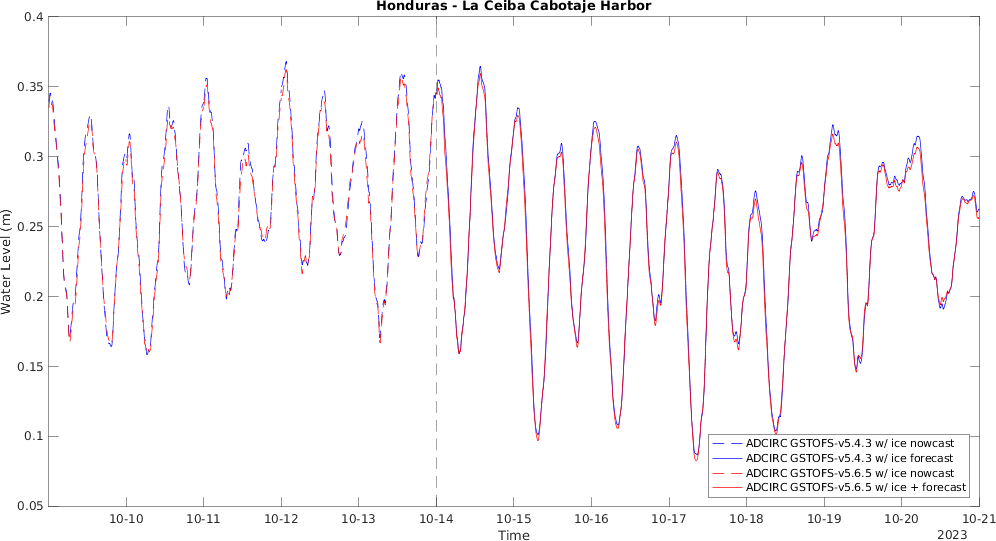 Honduras - La Ceiba Cabotaje Harbor
0.4
0.35
0.3
0.25
0.2
0.15
0.1
0.05
Water Level (m)
ADCIRC GSTOFS-v5.4.3 w/ ice nowcast
ADCIRC GSTOFS-v5.4.3 w/ ice forecast
ADCIRC GSTOFS-v5.6.5 w/ ice nowcast
ADCIRC GSTOFS-v5.6.5 w/ ice + forecast
10-10 10-11 10-12 10-13 10-14 10-15 10-16 10-17 10-18 10-19 10-20 10-21
Time
2023